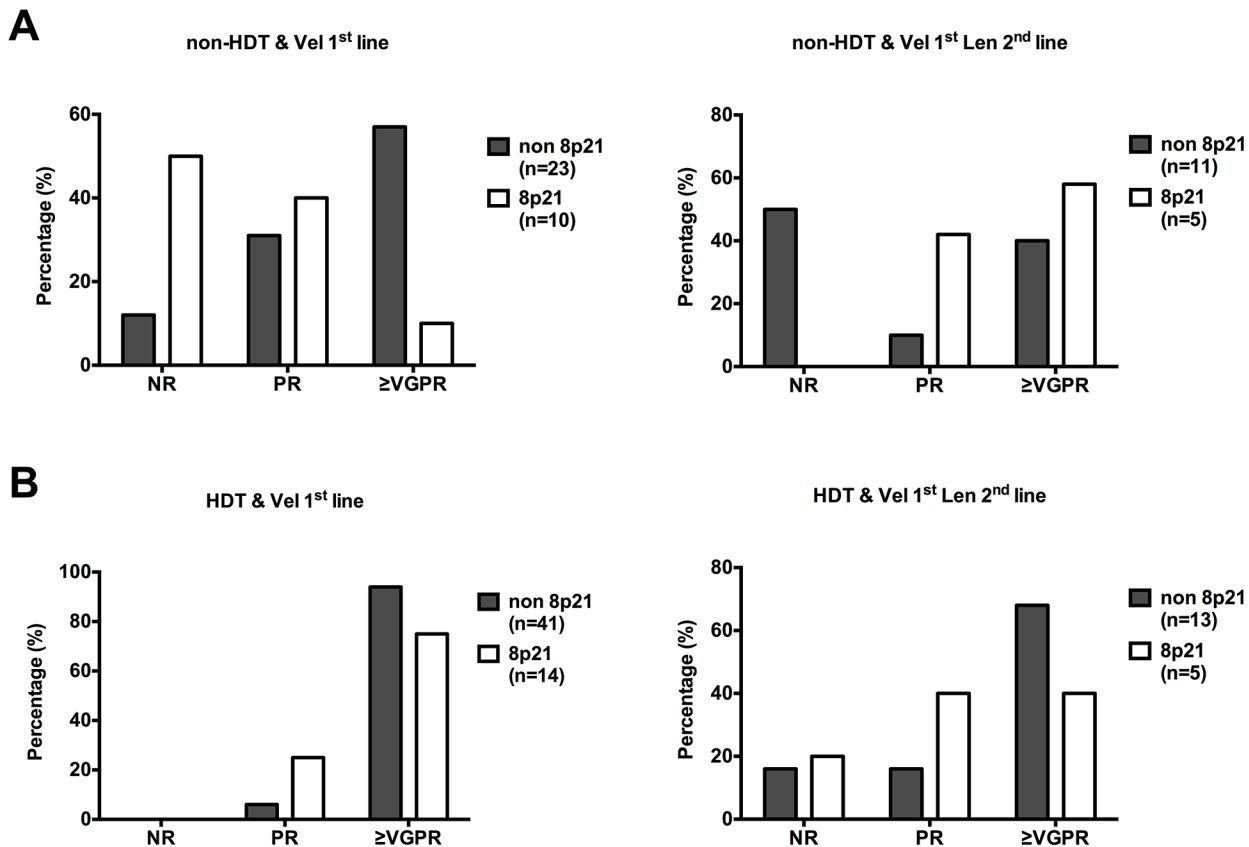 A
non-HDT & Vel 1st line
Percentage (%)
60
40
20
0
NR PR ≥VGPR
non 8p21
(n=23)
8p21
(n=10)
non-HDT & Vel 1st Len 2nd line
Percentage (%)
80
60
40
20
0
NR PR ≥VGPR
non 8p21
(n=11)
8p21
(n=5)
B
HDT & Vel 1st line
Percentage (%)
100
80
60
40
20
0
NR PR ≥VGPR
non 8p21
(n=41)
8p21
(n=14)
HDT & Vel 1st Len 2nd line
Percentage (%)
80
60
40
20
0
NR PR ≥VGPR
non 8p21
(n=13)
8p21
(n=5)